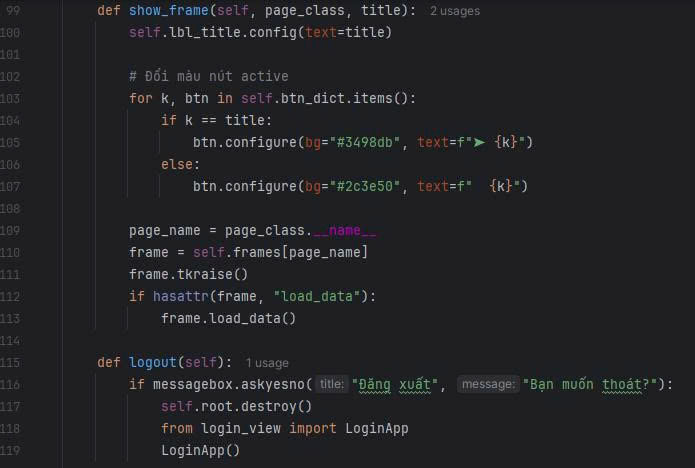 99 def show_frame(self, page_class, title): 2 usages
100 self.lbl_title.config(text=title)
101
102 # Đổi màu nút active
103 for k, btn in self.btn_dict.items():
104 if k == title:
105 btn.configure(bg="#3498db", text=f"➤ {k}")
106 else:
107 btn.configure(bg="#2c3e50", text=f"  {k}")
108
109 page_name = page_class.__name__
110 frame = self.frames[page_name]
111 frame.tkraise()
112 if hasattr(frame, "load_data"):
113 frame.load_data()
114
115 def logout(self): 1 usage
116 if messagebox.askyesno( title: "Đăng xuất", message: "Bạn muốn thoát?"):
117 self.root.destroy()
118 from login_view import LoginApp
119 LoginApp()